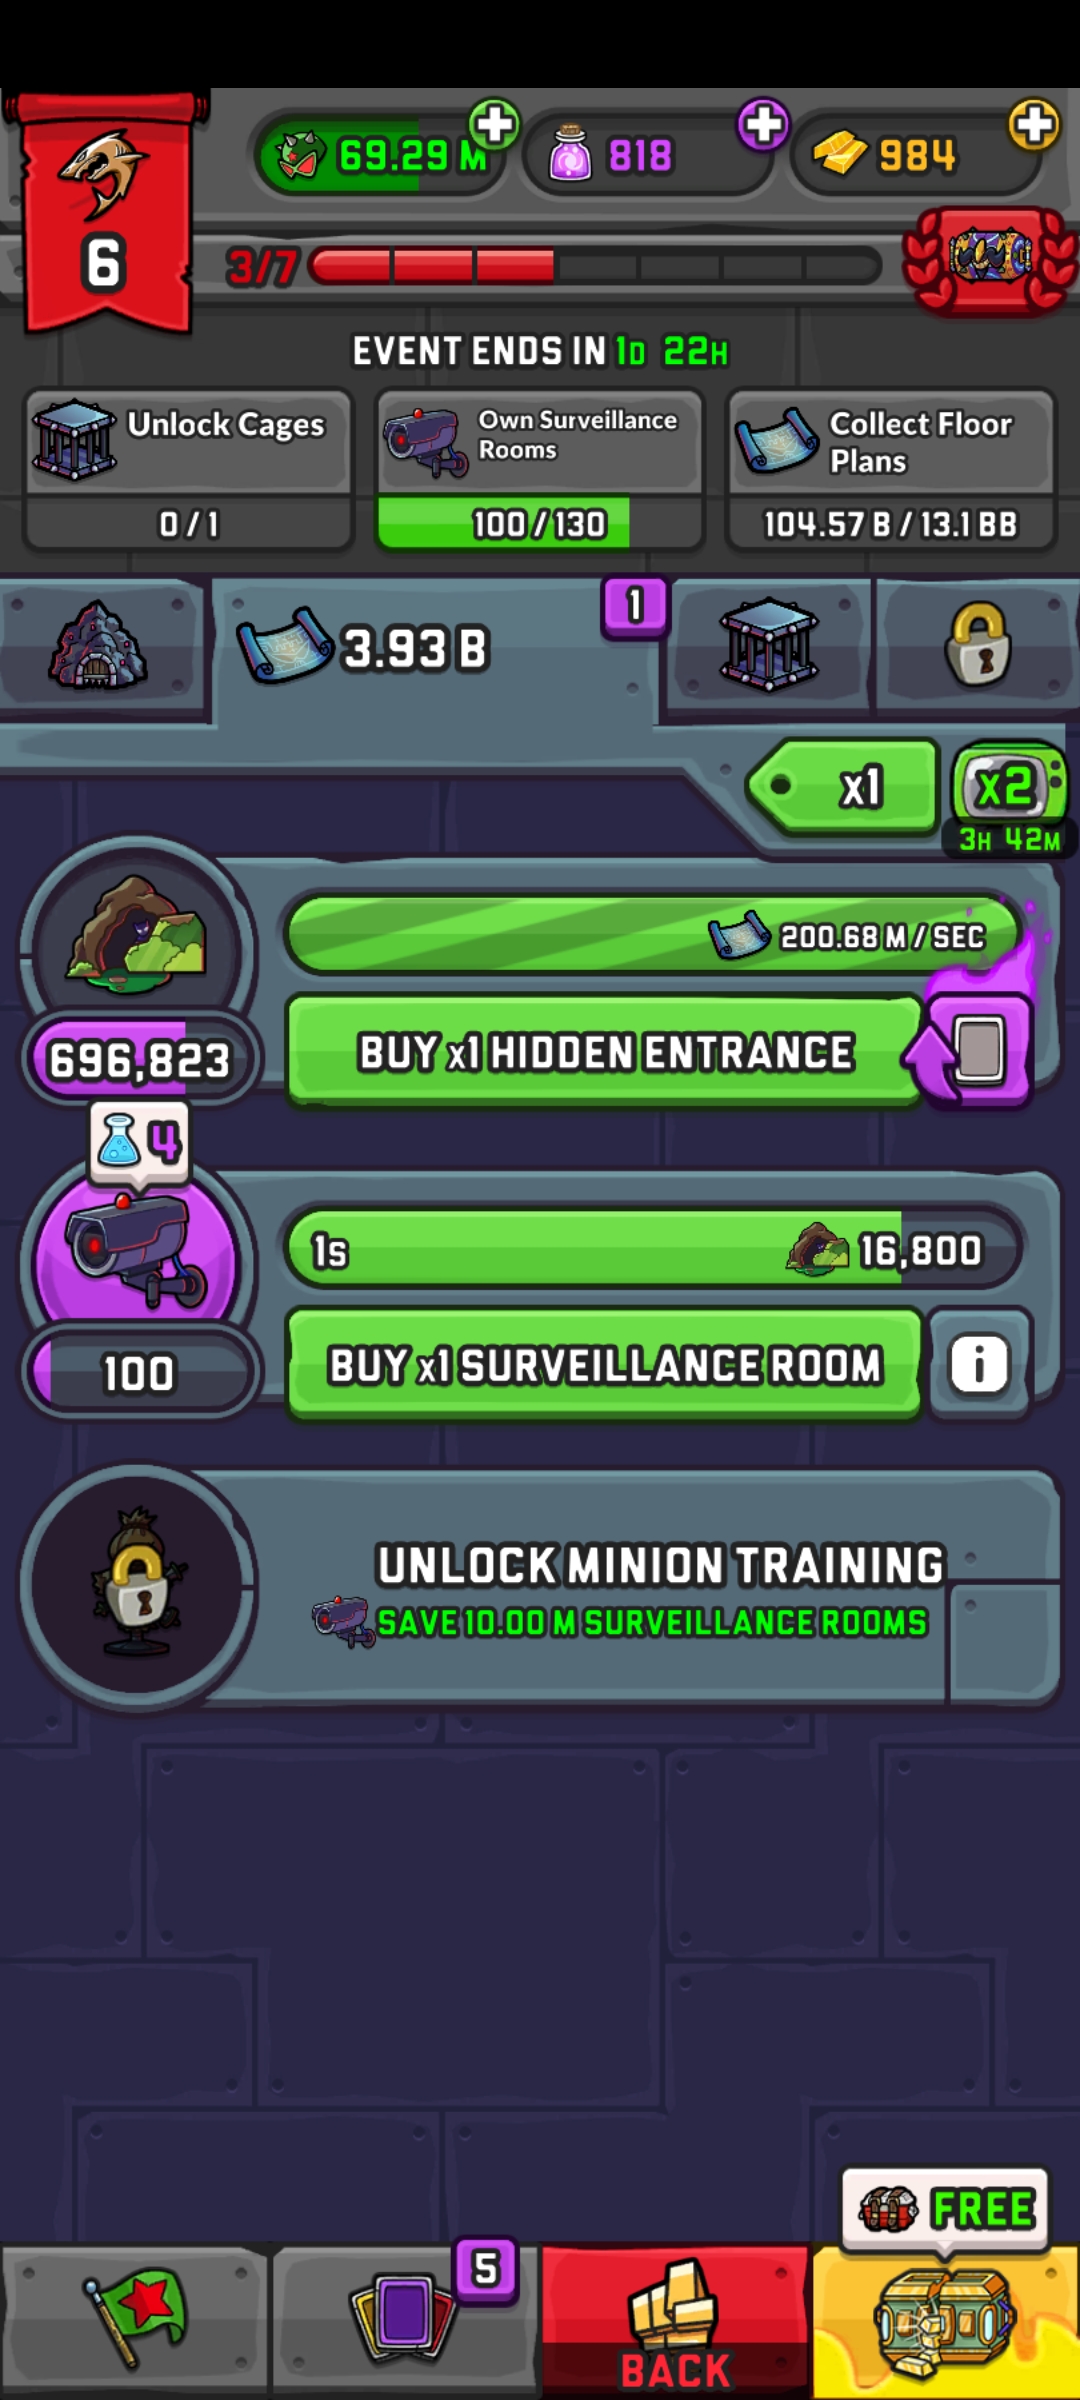 69.29 M
818
984
6
3/7
EVENT ENDS IN 1D 22H
Unlock Cages
0 / 1
Own Surveillance
Rooms
100 / 130
Collect Floor
Plans
104.57 B / 13.1 BB
3.93 B
1
x1
x2
3H 42M
200.68 M / SEC
696,823
BUY x1 HIDDEN ENTRANCE
4
1s
16,800
100
BUY x1 SURVEILLANCE ROOM
i
UNLOCK MINION TRAINING
SAVE 10.00 M SURVEILLANCE ROOMS
FREE
5
BACK